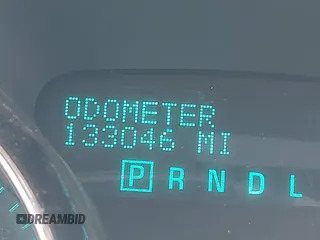 ODOMETER
133046 MI
P R N D L
DREAMBID